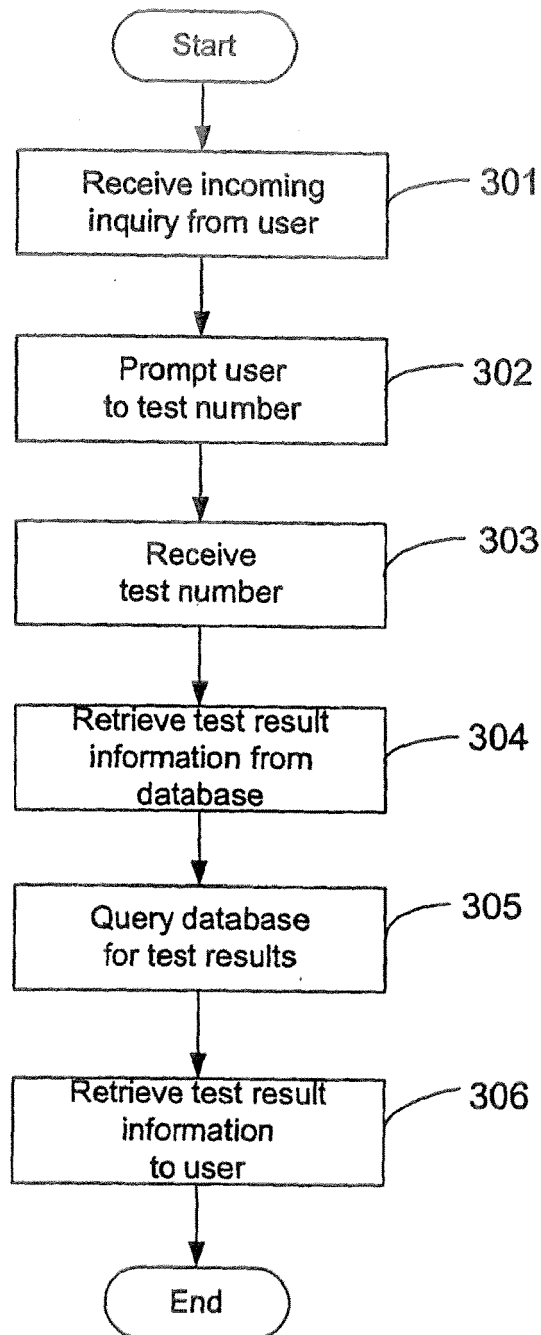 Start
Receive incoming
inquiry from user
301
Prompt user
to test number
302
Receive
test number
303
Retrieve test result
information from
database
304
Query database
for test results
305
Retrieve test result
information
to user
306
End